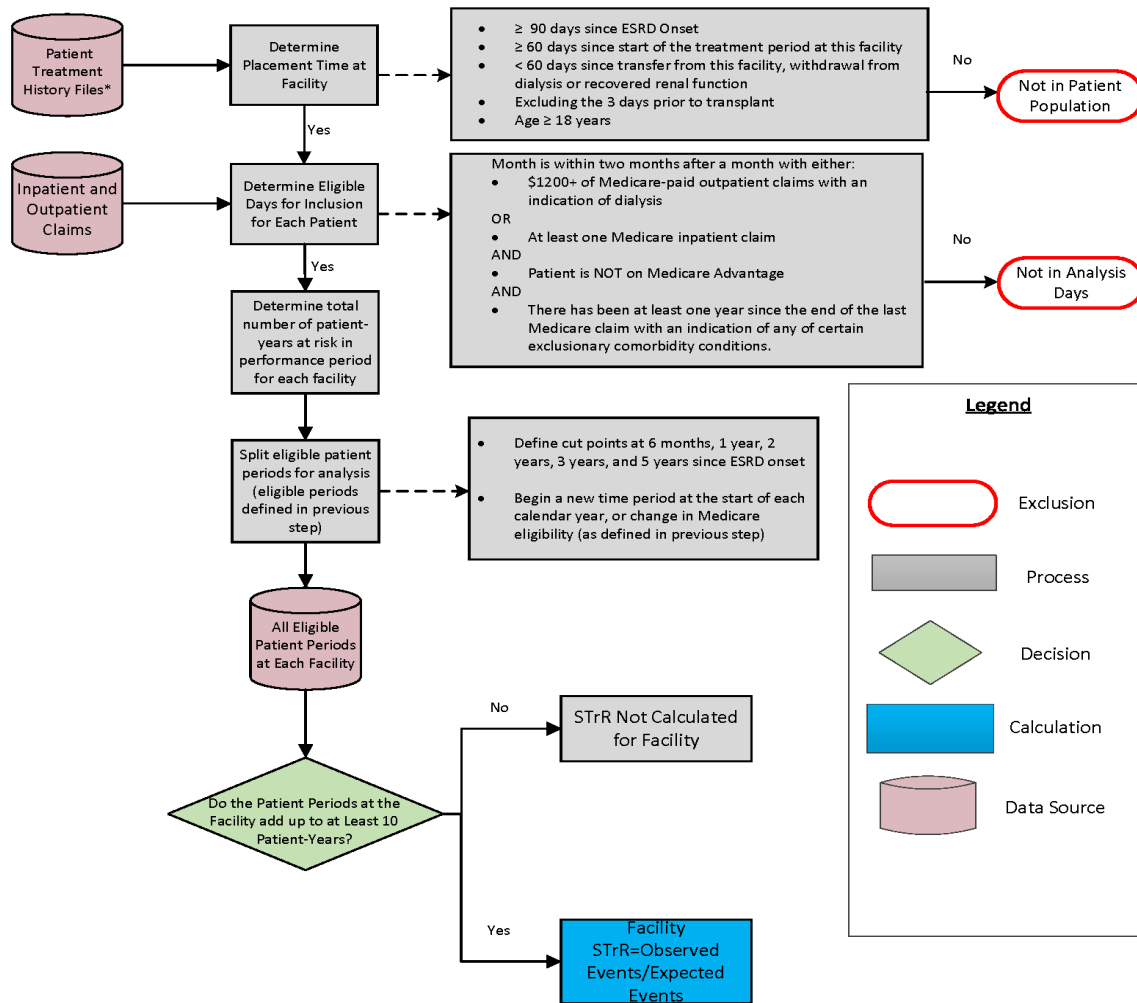 Patient
Treatment
History Files*
Determine
Placement Time at
Facility
• ≥ 90 days since ESRD Onset
• ≥ 60 days since start of the treatment period at this facility
• < 60 days since transfer from this facility, withdrawal from
dialysis or recovered renal function
• Excluding the 3 days prior to transplant
• Age ≥ 18 years
No
Not in Patient
Population
Yes
Inpatient and
Outpatient
Claims
Determine Eligible
Days for Inclusion
for Each Patient
Month is within two months after a month with either:
• $1200+ of Medicare-paid outpatient claims with an
indication of dialysis
OR
• At least one Medicare inpatient claim
AND
• Patient is NOT on Medicare Advantage
AND
• There has been at least one year since the end of the last
Medicare claim with an indication of any of certain
exclusionary comorbidity conditions.
No
Not in Analysis
Days
Yes
Determine total
number of patient-
years at risk in
performance period
for each facility
Split eligible patient
periods for analysis
(eligible periods
defined in previous
step)
• Define cut points at 6 months, 1 year, 2
years, 3 years, and 5 years since ESRD onset
• Begin a new time period at the start of each
calendar year, or change in Medicare
eligibility (as defined in previous step)
All Eligible
Patient Periods
at Each Facility
Do the Patient Periods at the
Facility add up to at Least 10
Patient-Years?
No
STrR Not Calculated
for Facility
Yes
Facility
STrR=Observed
Events/Expected
Events
Legend
Exclusion
Process
Decision
Calculation
Data Source